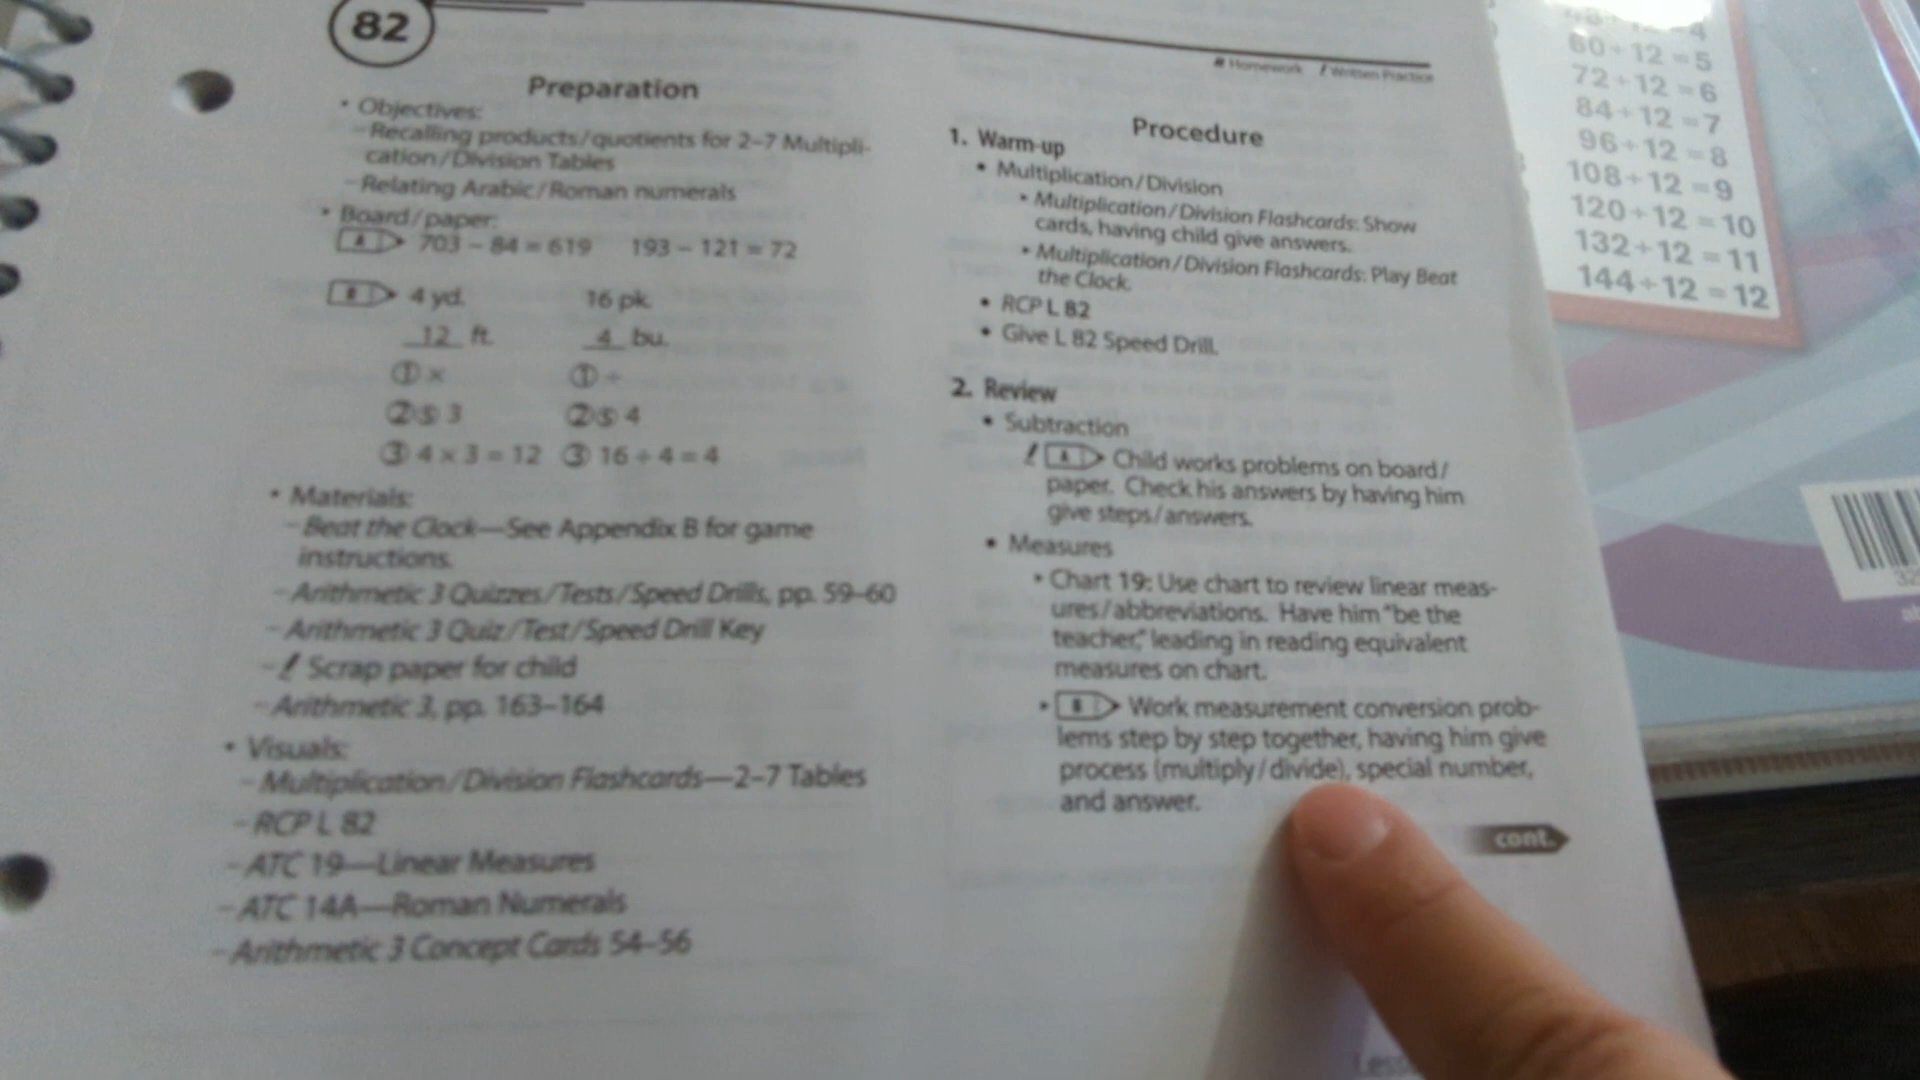 82
Homework Written Practice
Preparation
• Objectives:
–Recalling products/quotients for 2–7 Multipli-
cation/Division Tables
–Relating Arabic/Roman numerals
• Board/paper:
A 703 – 84 = 619 193 – 121 = 72
B 4 yd. 16 pk.
12 ft. 4 bu.
① × ① ÷
② Ⓢ 3 ② Ⓢ 4
③ 4 × 3 = 12 ③ 16 ÷ 4 = 4
• Materials:
–Beat the Clock—See Appendix B for game
instructions.
–Arithmetic 3 Quizzes/Tests/Speed Drills, pp. 59–60
–Arithmetic 3 Quiz/Test/Speed Drill Key
– Scrap paper for child
–Arithmetic 3, pp. 163–164
• Visuals:
–Multiplication/Division Flashcards—2–7 Tables
–RCP L 82
–ATC 19—Linear Measures
–ATC 14A—Roman Numerals
–Arithmetic 3 Concept Cards 54–56
Procedure
1. Warm-up
• Multiplication/Division
• Multiplication/Division Flashcards: Show
cards, having child give answers.
• Multiplication/Division Flashcards: Play Beat
the Clock.
• RCP L 82
• Give L 82 Speed Drill.
2. Review
• Subtraction
A Child works problems on board/
paper. Check his answers by having him
give steps/answers.
• Measures
• Chart 19: Use chart to review linear meas-
ures/abbreviations. Have him "be the
teacher," leading in reading equivalent
measures on chart.
• B Work measurement conversion prob-
lems step by step together, having him give
process (multiply/divide), special number,
and answer.
cont.
60÷12=5
72÷12=6
84÷12=7
96÷12=8
108÷12=9
120÷12=10
132÷12=11
144÷12=12